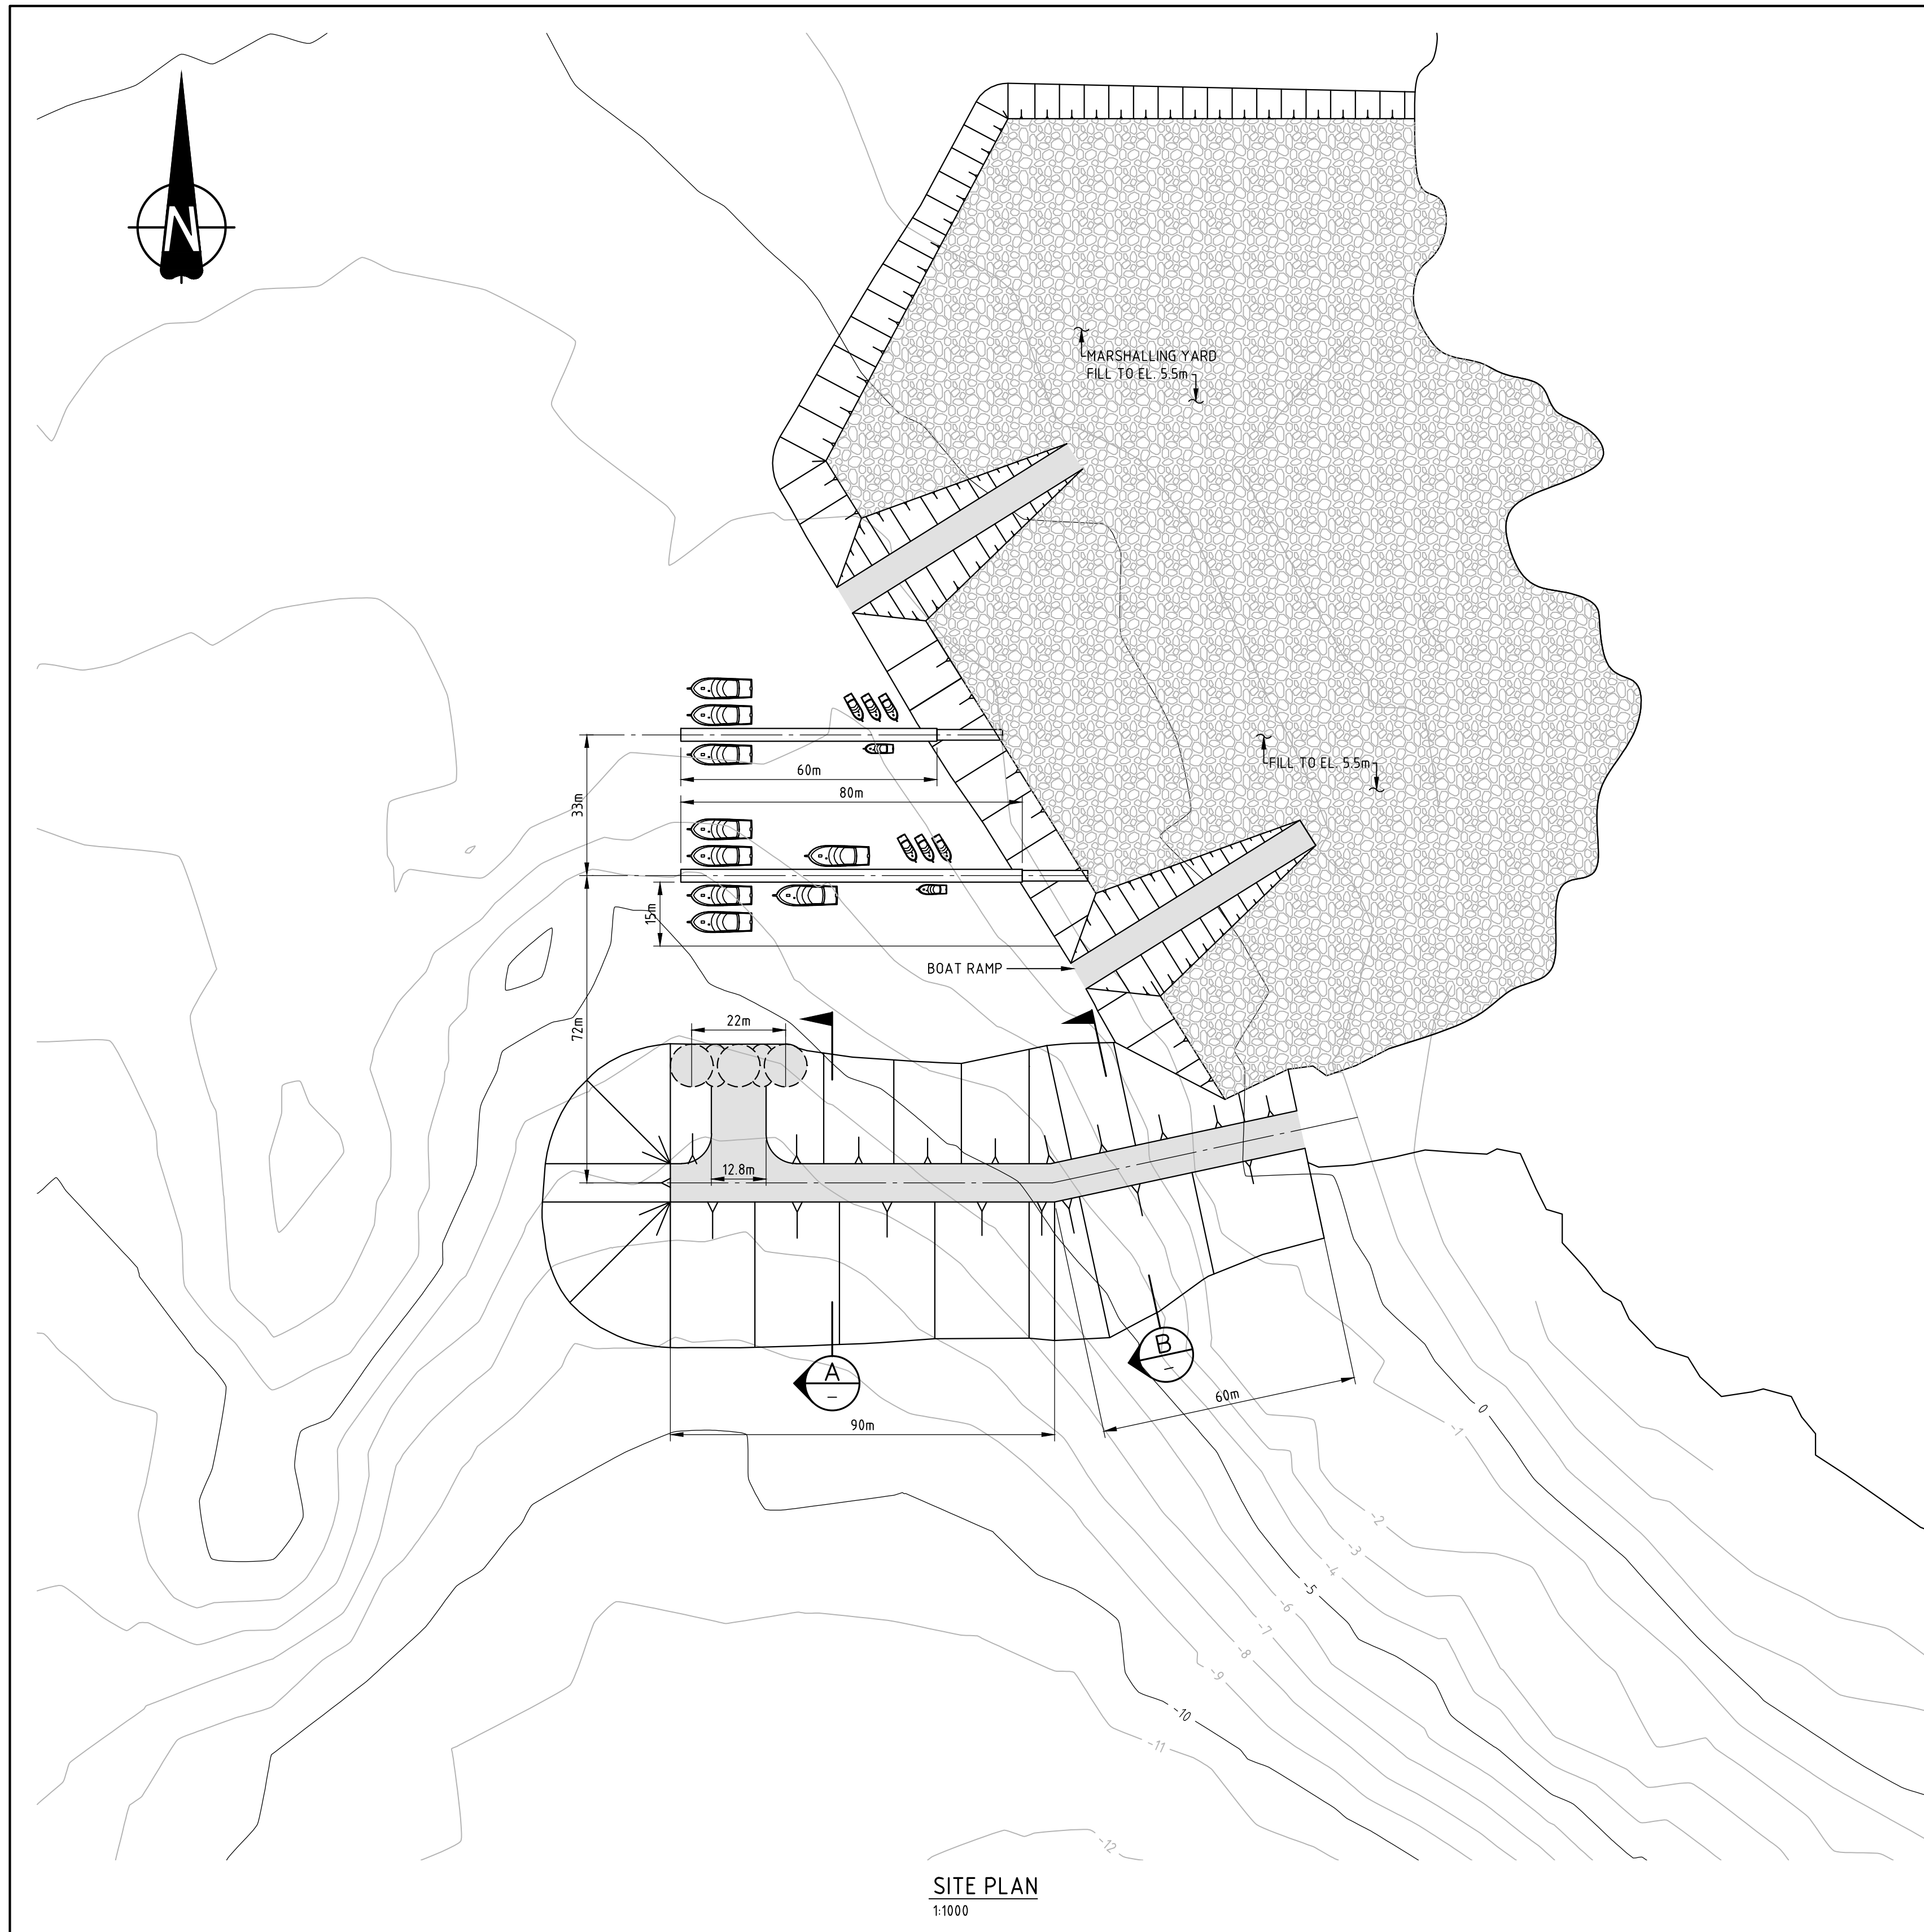 N
MARSHALLING YARD
FILL TO EL. 5.5m
FILL TO EL. 5.5m
60m
80m
33m
15m
BOAT RAMP
72m
22m
12.8m
A
–
B
–
60m
90m
0
-1
-2
-3
-4
-5
-6
-7
-8
-9
-10
-11
-12
SITE PLAN
1:1000